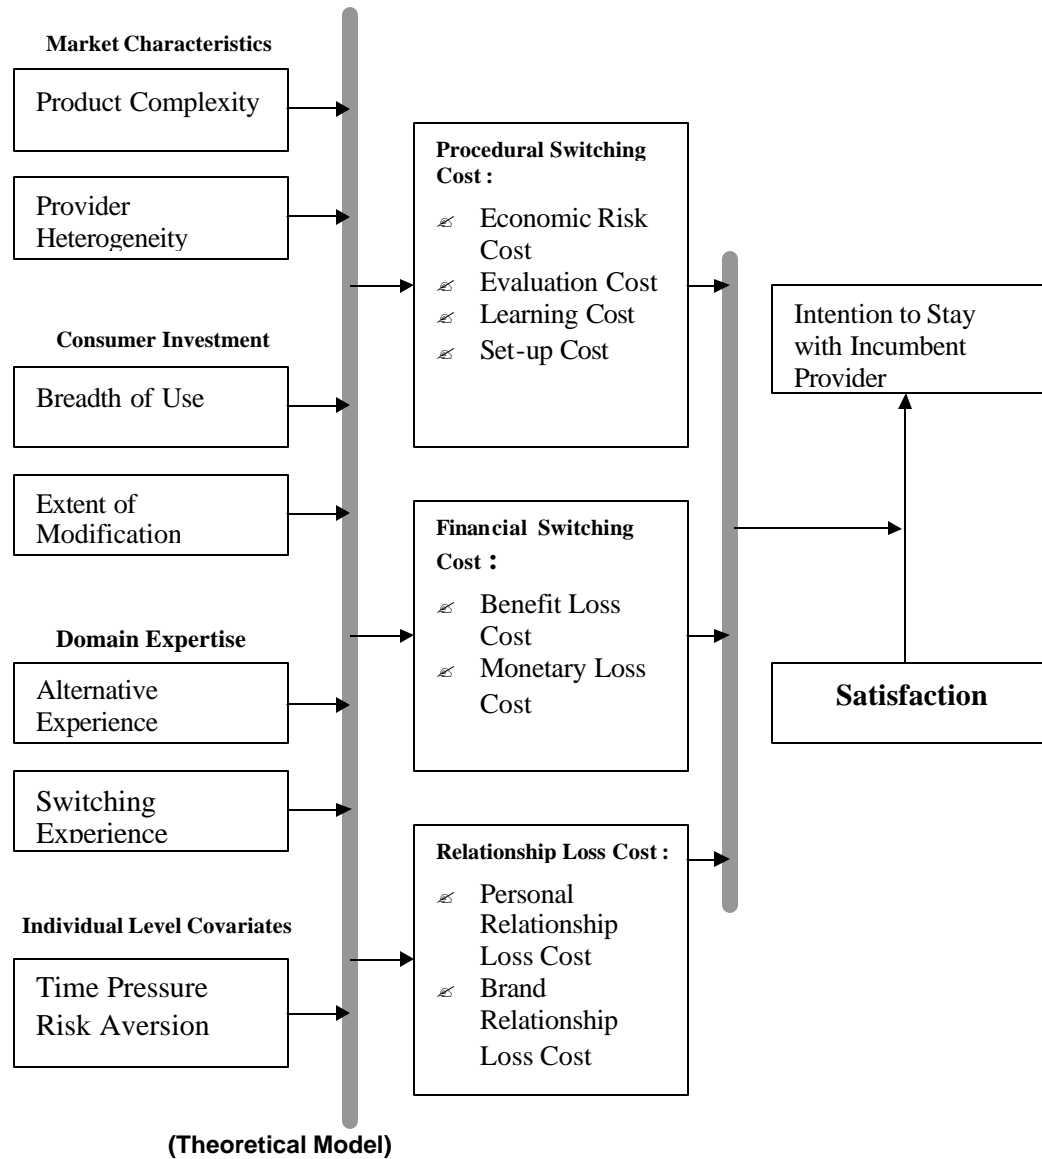 Market Characteristics
Product Complexity
Provider
Heterogeneity
Consumer Investment
Breadth of Use
Extent of
Modification
Domain Expertise
Alternative
Experience
Switching
Experience
Individual Level Covariates
Time Pressure
Risk Aversion
Procedural Switching
Cost :
Economic Risk
Cost
Evaluation Cost
Learning Cost
Set-up Cost
Financial Switching
Cost :
Benefit Loss
Cost
Monetary Loss
Cost
Relationship Loss Cost :
Personal
Relationship
Loss Cost
Brand
Relationship
Loss Cost
Intention to Stay
with Incumbent
Provider
Satisfaction
(Theoretical Model)